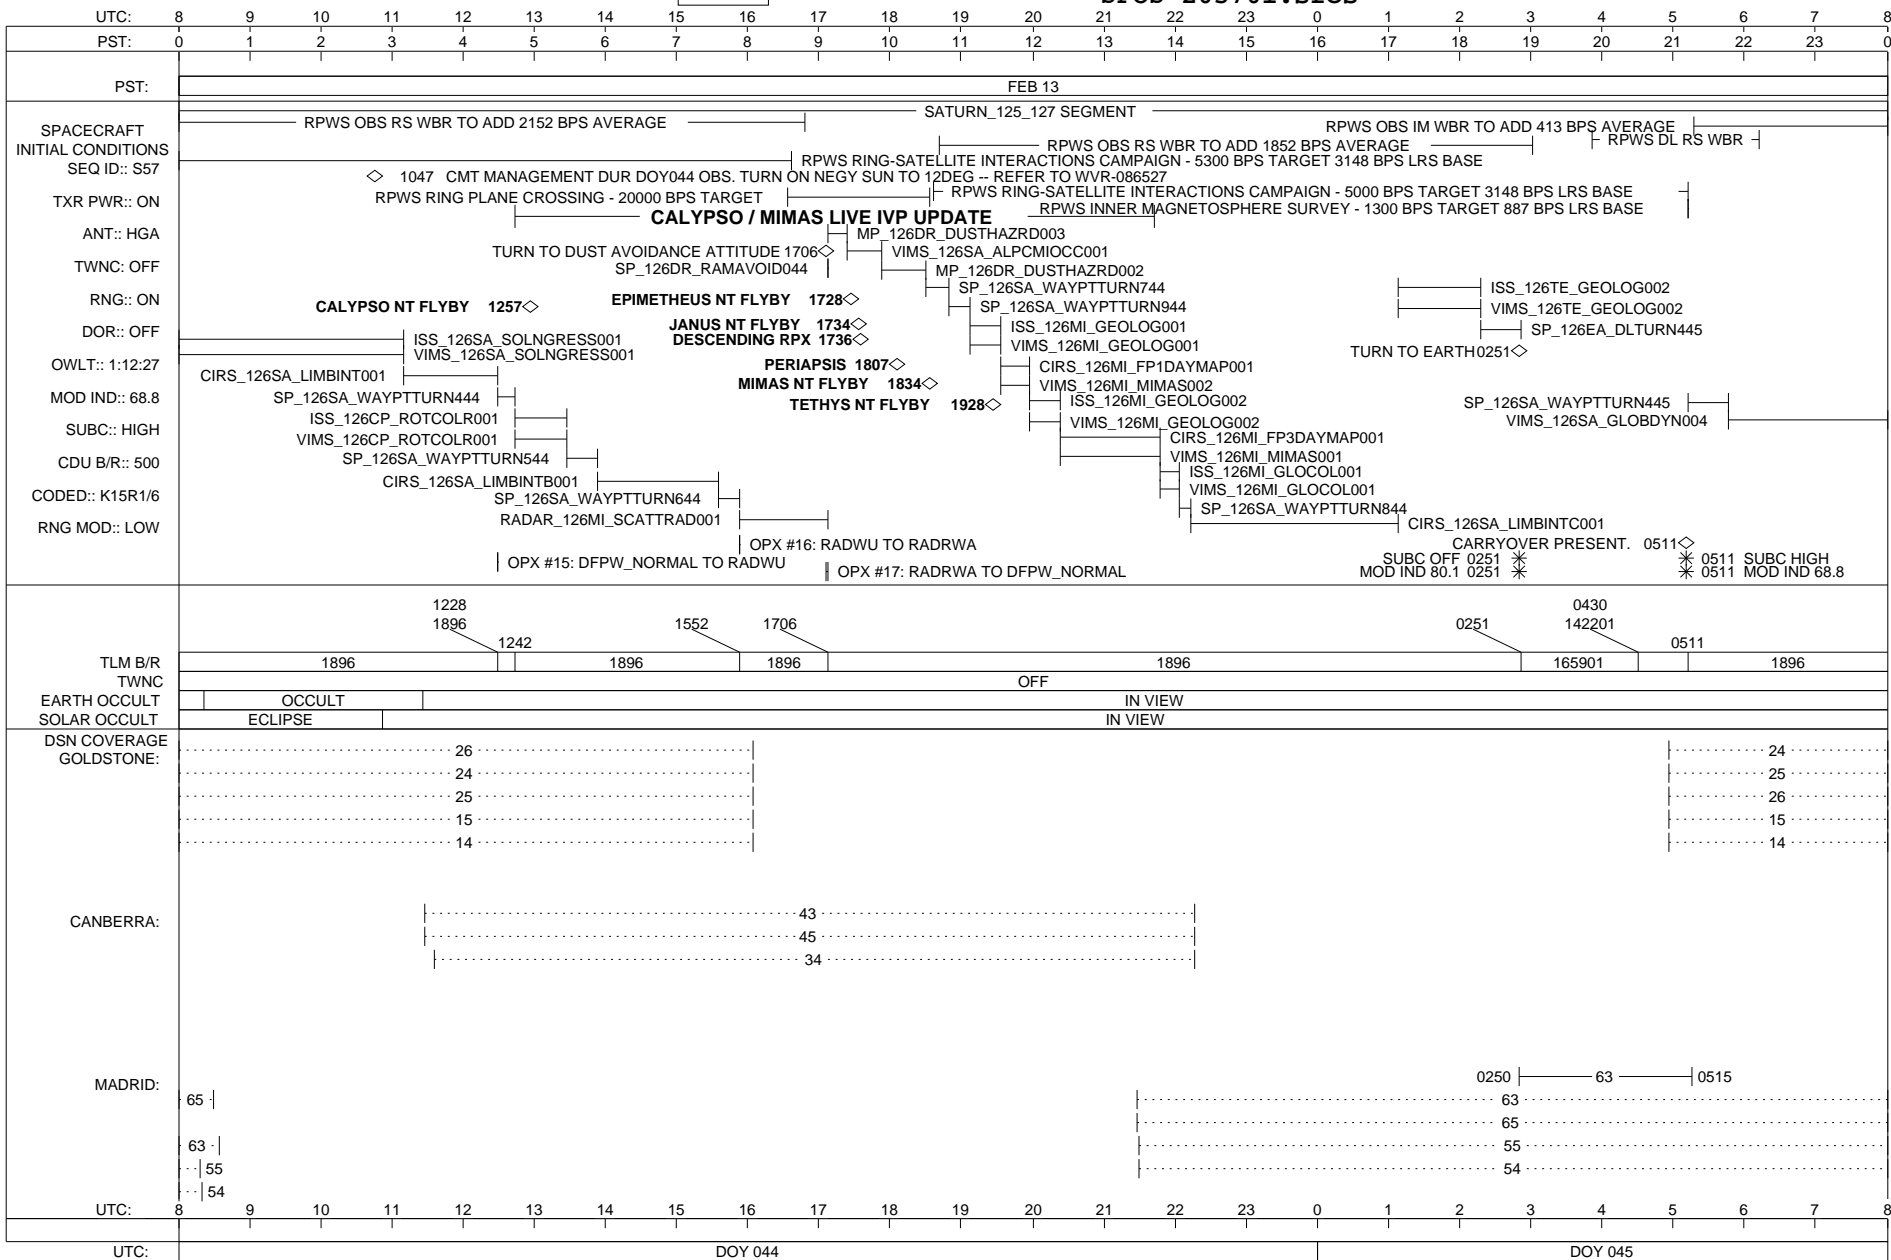 UTC: 8 9 10 11 12 13 14 15 16 17 18 19 20 21 22 23 0 1 2 3 4 5 6 7 8
PST: 0 1 2 3 4 5 6 7 8 9 10 11 12 13 14 15 16 17 18 19 20 21 22 23 0
PST: FEB 13
SATURN_125_127 SEGMENT
RPWS OBS RS WBR TO ADD 2152 BPS AVERAGE
RPWS OBS IM WBR TO ADD 413 BPS AVERAGE
SPACECRAFT
INITIAL CONDITIONS
RPWS OBS RS WBR TO ADD 1852 BPS AVERAGE
RPWS DL RS WBR
SEQ ID:: S57
RPWS RING-SATELLITE INTERACTIONS CAMPAIGN - 5300 BPS TARGET 3148 BPS LRS BASE
1047 CMT MANAGEMENT DUR DOY044 OBS. TURN ON NEGY SUN TO 12DEG -- REFER TO WVR-086527
RPWS RING PLANE CROSSING - 20000 BPS TARGET
RPWS RING-SATELLITE INTERACTIONS CAMPAIGN - 5000 BPS TARGET 3148 BPS LRS BASE
TXR PWR:: ON
RPWS INNER MAGNETOSPHERE SURVEY - 1300 BPS TARGET 887 BPS LRS BASE
CALYPSO / MIMAS LIVE IVP UPDATE
ANT:: HGA
MP_126DR_DUSTHAZRD003
TURN TO DUST AVOIDANCE ATTITUDE 1706
VIMS_126SA_ALPCMIOCC001
TWNC: OFF
SP_126DR_RAMAVOID044
MP_126DR_DUSTHAZRD002
SP_126SA_WAYPTTURN744
ISS_126TE_GEOLOG002
RNG:: ON
CALYPSO NT FLYBY 1257
EPIMETHEUS NT FLYBY 1728
SP_126SA_WAYPTTURN944
VIMS_126TE_GEOLOG002
JANUS NT FLYBY 1734
ISS_126MI_GEOLOG001
SP_126EA_DLTURN445
DOR:: OFF
ISS_126SA_SOLNGRESS001
DESCENDING RPX 1736
VIMS_126MI_GEOLOG001
TURN TO EARTH 0251
VIMS_126SA_SOLNGRESS001
OWLT:: 1:12:27
PERIAPSIS 1807
CIRS_126MI_FP1DAYMAP001
CIRS_126SA_LIMBINT001
MIMAS NT FLYBY 1834
VIMS_126MI_MIMAS002
MOD IND:: 68.8
SP_126SA_WAYPTTURN444
TETHYS NT FLYBY 1928
ISS_126MI_GEOLOG002
SP_126SA_WAYPTTURN445
ISS_126CP_ROTCOLR001
VIMS_126MI_GEOLOG002
VIMS_126SA_GLOBDYN004
SUBC:: HIGH
VIMS_126CP_ROTCOLR001
CIRS_126MI_FP3DAYMAP001
SP_126SA_WAYPTTURN544
VIMS_126MI_MIMAS001
CDU B/R:: 500
ISS_126MI_GLOCOL001
CIRS_126SA_LIMBINTB001
VIMS_126MI_GLOCOL001
CODED:: K15R1/6
SP_126SA_WAYPTTURN644
SP_126SA_WAYPTTURN844
RADAR_126MI_SCATTRAD001
CIRS_126SA_LIMBINTC001
RNG MOD:: LOW
OPX #16: RADWU TO RADRWA
CARRYOVER PRESENT. 0511
OPX #15: DFPW_NORMAL TO RADWU
SUBC OFF 0251
0511 SUBC HIGH
OPX #17: RADRWA TO DFPW_NORMAL
MOD IND 80.1 0251
0511 MOD IND 68.8
1228 0430
1896 1552 1706 0251 142201
1242 0511
TLM B/R 1896 1896 1896 1896 165901 1896
TWNC OFF
EARTH OCCULT OCCULT IN VIEW
SOLAR OCCULT ECLIPSE IN VIEW
DSN COVERAGE
GOLDSTONE:
26 24
24 25
25 26
15 15
14 14
CANBERRA:
43
45
34
MADRID:
0250 63 0515
65 63
65
63 55
55 54
54
UTC: 8 9 10 11 12 13 14 15 16 17 18 19 20 21 22 23 0 1 2 3 4 5 6 7 8
UTC: DOY 044 DOY 045